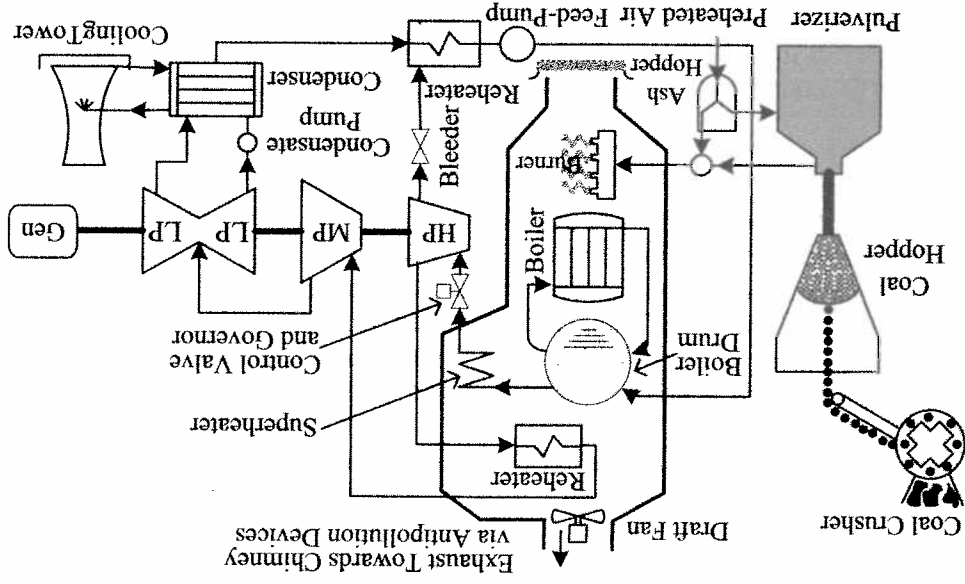 Exhaust Towards Chimney
via Antipollution Devices
Draft Fan
Coal Crusher
Reheater
Superheater
Boiler
Drum
Control Valve
and Governor
Coal
Hopper
Boiler
HP
MP
LP
LP
Gen
Burner
Bleeder
Condensate
Pump
Ash
Hopper
Reheater
Condenser
CoolingTower
Pulverizer
Preheated Air
Feed-Pump